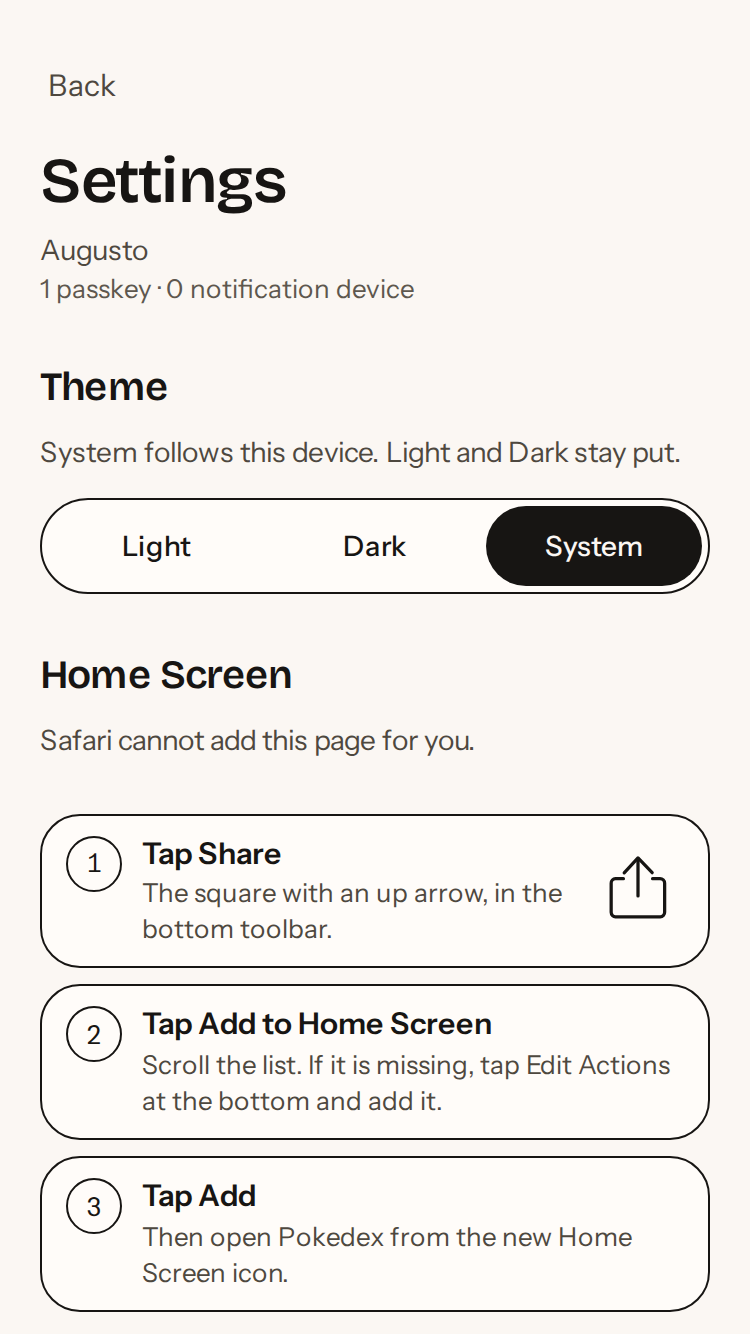 Back
Settings
Augusto
1 passkey · 0 notification device
Theme
System follows this device. Light and Dark stay put.
Light
Dark
System
Home Screen
Safari cannot add this page for you.
1
Tap Share
The square with an up arrow, in the
bottom toolbar.
2
Tap Add to Home Screen
Scroll the list. If it is missing, tap Edit Actions
at the bottom and add it.
3
Tap Add
Then open Pokedex from the new Home
Screen icon.